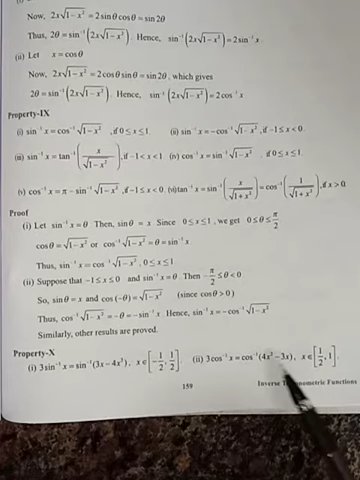 Now, 2x√(1−x²) = 2 sin θ cos θ = sin 2θ
Thus, 2θ = sin⁻¹(2x√(1−x²)). Hence, sin⁻¹(2x√(1−x²)) = 2 sin⁻¹ x
(ii) Let x = cos θ
Now, 2x√(1−x²) = 2 cos θ sin θ = sin 2θ, which gives
2θ = sin⁻¹(2x√(1−x²)). Hence, sin⁻¹(2x√(1−x²)) = 2 cos⁻¹ x
Property-IX
(i) sin⁻¹ x = cos⁻¹ √(1−x²), if 0 ≤ x ≤ 1. (ii) sin⁻¹ x = −cos⁻¹ √(1−x²), if −1 ≤ x < 0.
(iii) sin⁻¹ x = tan⁻¹(x/√(1−x²)), if −1 < x < 1 (iv) cos⁻¹ x = sin⁻¹ √(1−x²), if 0 ≤ x ≤ 1.
(v) cos⁻¹ x = π − sin⁻¹ √(1−x²), if −1 ≤ x < 0. (vi) tan⁻¹ x = sin⁻¹(x/√(1+x²)) = cos⁻¹(1/√(1+x²)), if x > 0
Proof
(i) Let sin⁻¹ x = θ Then, sin θ = x. Since 0 ≤ x ≤ 1, we get 0 ≤ θ ≤ π/2
cos θ = √(1−x²) or cos⁻¹ √(1−x²) = θ = sin⁻¹ x.
Thus, sin⁻¹ x = cos⁻¹ √(1−x²), 0 ≤ x ≤ 1.
(ii) Suppose that −1 ≤ x ≤ 0 and sin⁻¹ x = θ Then −π/2 ≤ θ < 0
So, sin θ = x and cos(−θ) = √(1−x²) (since cos θ > 0)
Thus, cos⁻¹ √(1−x²) = −θ = −sin⁻¹ x. Hence, sin⁻¹ x = −cos⁻¹ √(1−x²)
Similarly, other results are proved.
Property-X
(i) 3 sin⁻¹ x = sin⁻¹(3x − 4x³), x ∈ [−1/2, 1/2]. (ii) 3 cos⁻¹ x = cos⁻¹(4x³ − 3x), x ∈ [1/2, 1].
159
Inverse Functions